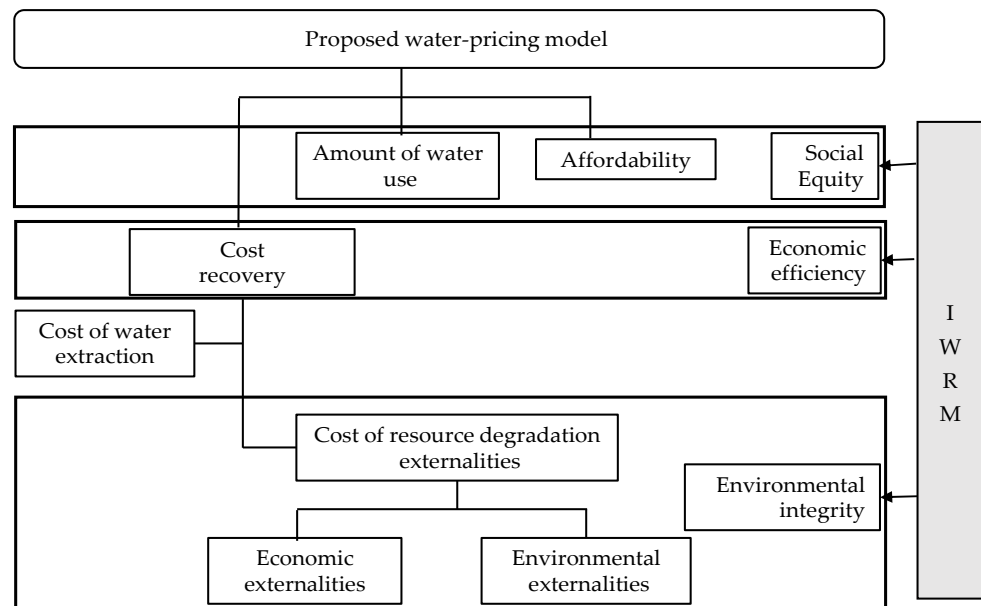 Proposed water-pricing model
Amount of water
use
Affordability
Social
Equity
Cost
recovery
Economic
efficiency
Cost of water
extraction
I
W
R
M
Cost of resource degradation
externalities
Environmental
integrity
Economic
externalities
Environmental
externalities